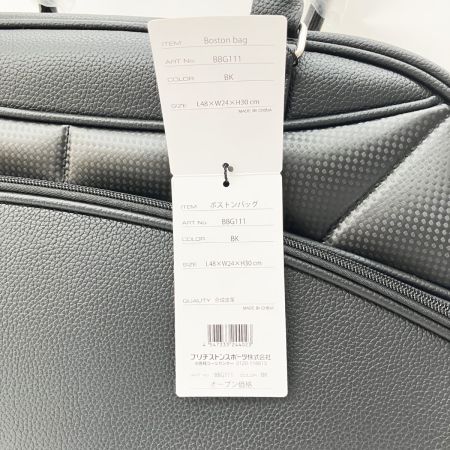 ITEM Boston bag
ART No. BBG111
COLOR BK
SIZE L48×W24×H30 cm
MADE IN CHINA
ITEM ボストンバッグ
ART No. BBG111
COLOR BK
SIZE L48×W24×H30 cm
MADE IN CHINA
QUALITY 合成皮革
ブリヂストンスポーツ株式会社
ART No. BBG111 COLOR BK
オープン価格